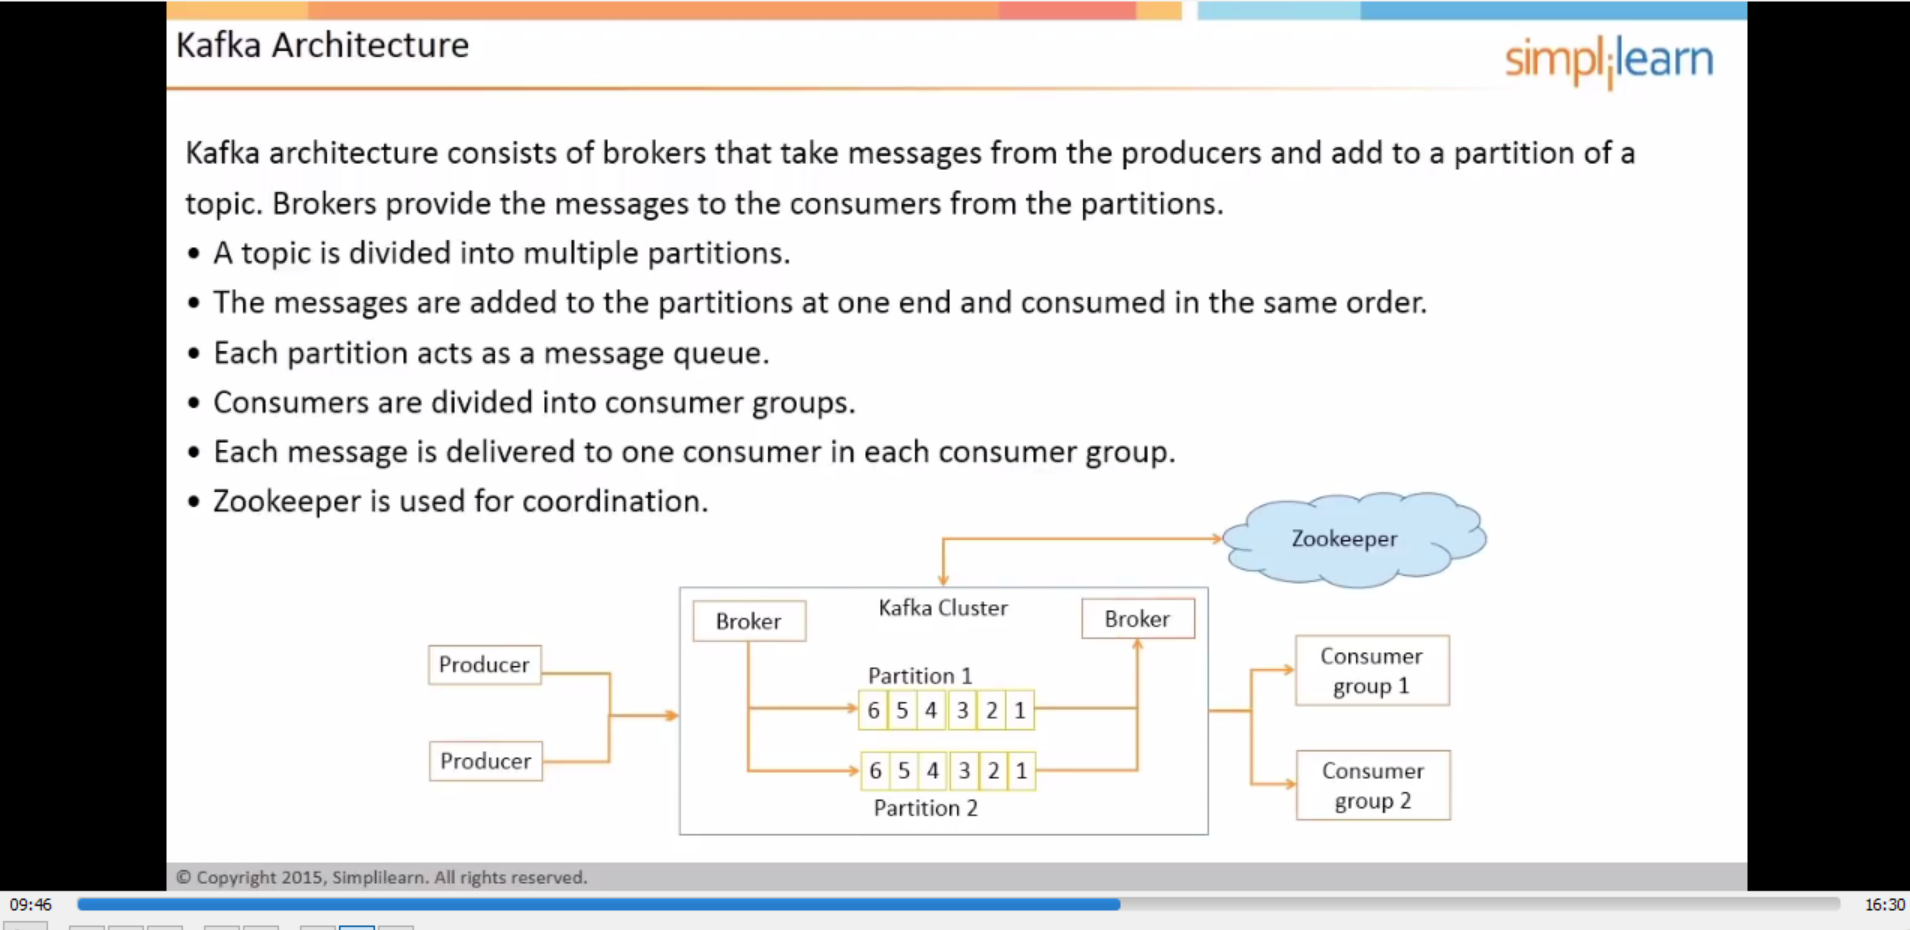 Kafka Architecture
simplilearn
Kafka architecture consists of brokers that take messages from the producers and add to a partition of a
topic. Brokers provide the messages to the consumers from the partitions.
• A topic is divided into multiple partitions.
• The messages are added to the partitions at one end and consumed in the same order.
• Each partition acts as a message queue.
• Consumers are divided into consumer groups.
• Each message is delivered to one consumer in each consumer group.
• Zookeeper is used for coordination.
Zookeeper
Kafka Cluster
Broker
Broker
Producer
Producer
Partition 1
6 5 4 3 2 1
6 5 4 3 2 1
Partition 2
Consumer
group 1
Consumer
group 2
© Copyright 2015, Simplilearn. All rights reserved.
09:46
16:30